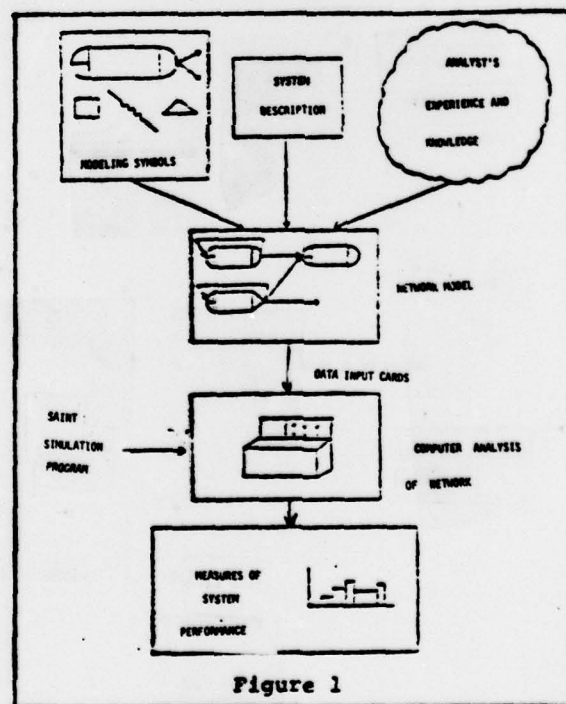 MODELING SYMBOLS
SYSTEM
DESCRIPTION
ANALYST'S
EXPERIENCE AND
KNOWLEDGE
NETWORK MODEL
DATA INPUT CARDS
SAINT
SIMULATION
PROGRAM
COMPUTER ANALYSIS
OF NETWORK
MEASURES OF
SYSTEM
PERFORMANCE
Figure 1